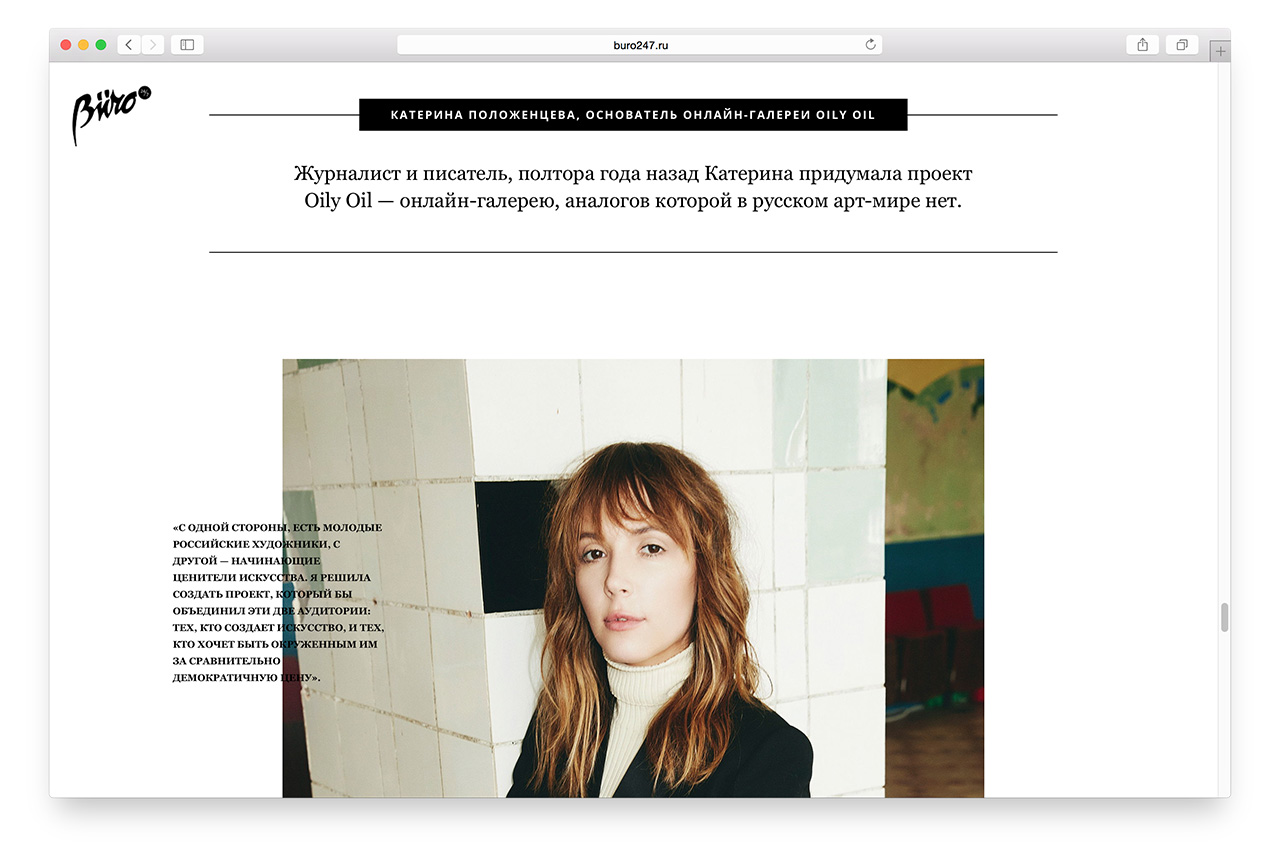 buro247.ru
Büro 24/7
КАТЕРИНА ПОЛОЖЕНЦЕВА, ОСНОВАТЕЛЬ ОНЛАЙН-ГАЛЕРЕИ OILY OIL
Журналист и писатель, полтора года назад Катерина придумала проект
Oily Oil — онлайн-галерею, аналогов которой в русском арт-мире нет.
«С ОДНОЙ СТОРОНЫ, ЕСТЬ МОЛОДЫЕ
РОССИЙСКИЕ ХУДОЖНИКИ, С
ДРУГОЙ — НАЧИНАЮЩИЕ
ЦЕНИТЕЛИ ИСКУССТВА. Я РЕШИЛА
СОЗДАТЬ ПРОЕКТ, КОТОРЫЙ БЫ
ОБЪЕДИНИЛ ЭТИ ДВЕ АУДИТОРИИ:
ТЕХ, КТО СОЗДАЕТ ИСКУССТВО, И ТЕХ,
КТО ХОЧЕТ БЫТЬ ОКРУЖЕННЫМ ИМ
ЗА СРАВНИТЕЛЬНО
ДЕМОКРАТИЧНУЮ ЦЕНУ».